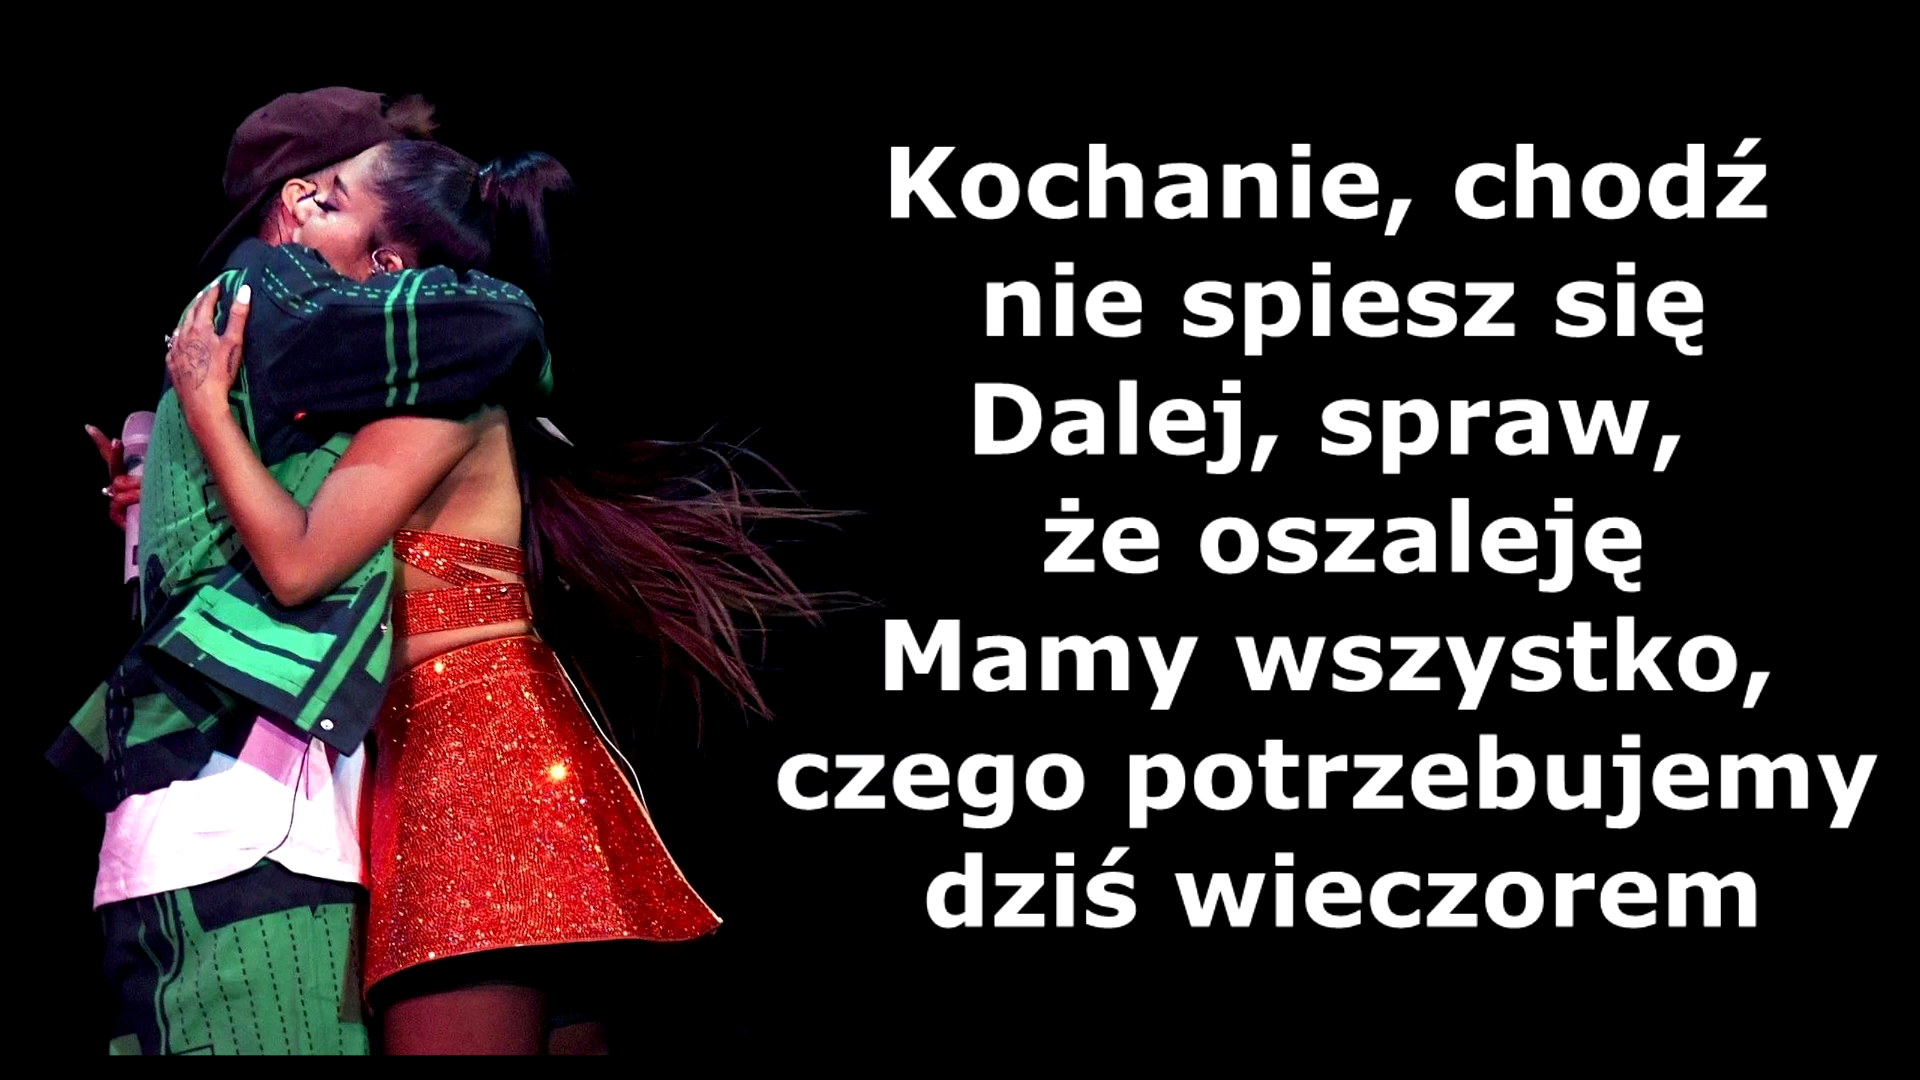 Kochanie, chodź
nie spiesz się
Dalej, spraw,
że oszaleję
Mamy wszystko,
czego potrzebujemy
dziś wieczorem